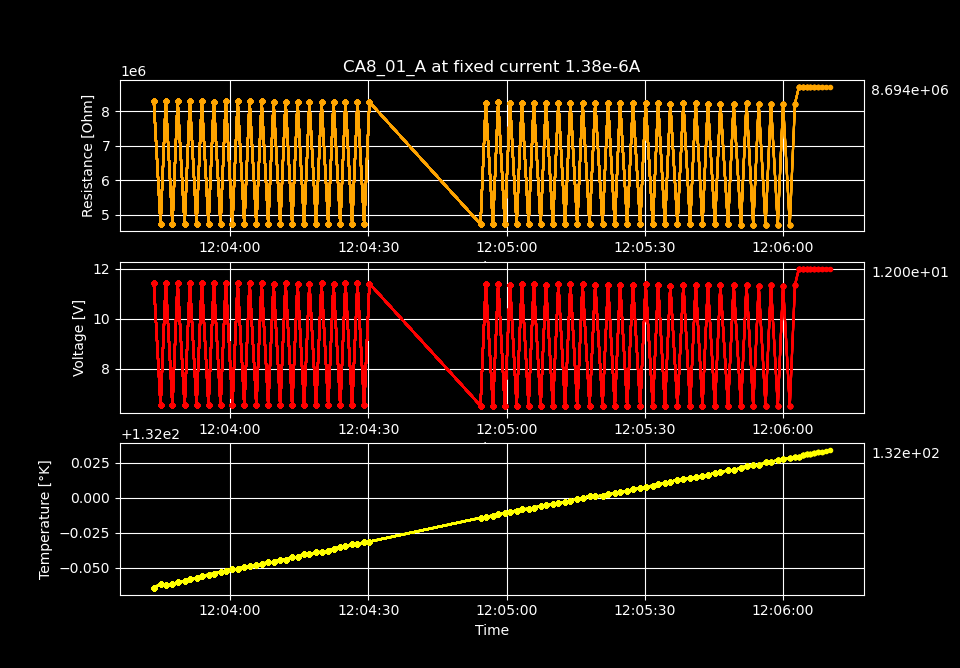 CA8_01_A at fixed current 1.38e-6A
1e6
8.694e+06
Resistance [Ohm]
8
7
6
5
12:04:00 12:04:30 12:05:00 12:05:30 12:06:00
1.200e+01
Voltage [V]
12
10
8
12:04:00 12:04:30 12:05:00 12:05:30 12:06:00
+1.32e2
1.32e+02
Temperature [°K]
0.025
0.000
−0.025
−0.050
12:04:00 12:04:30 12:05:00 12:05:30 12:06:00
Time